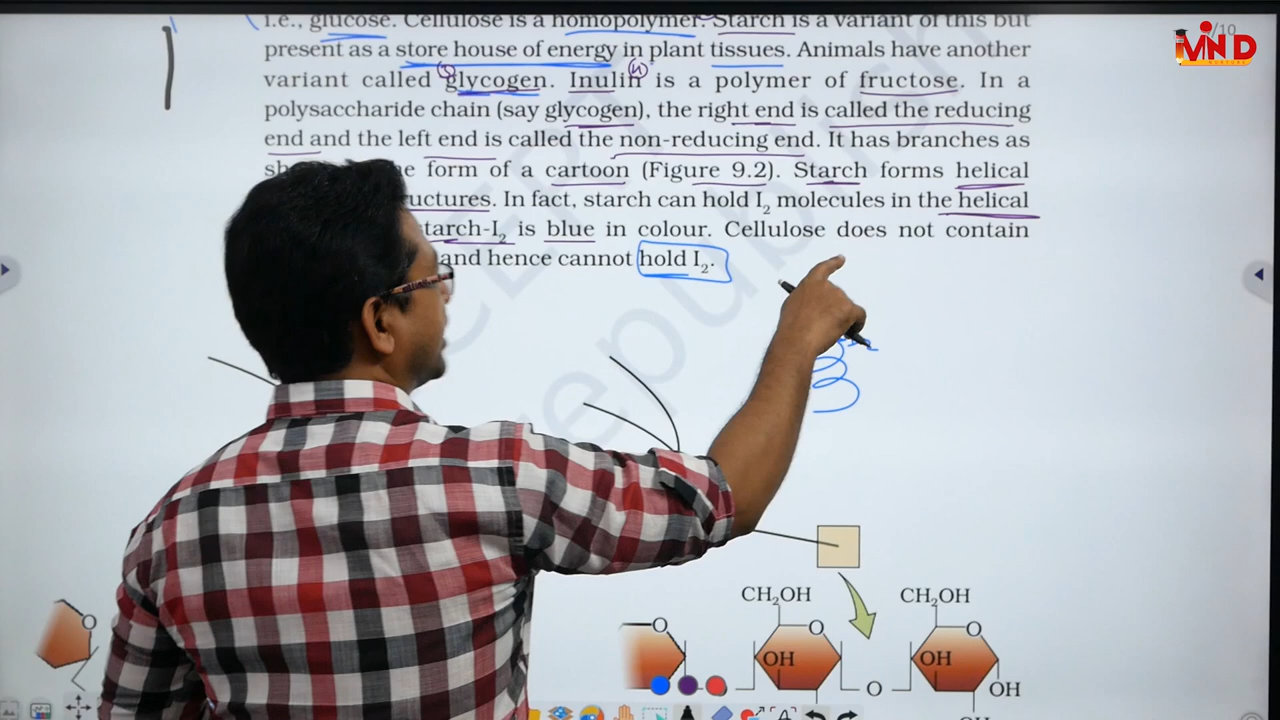 i.e., glucose. Cellulose is a homopolymer. Starch is a variant of this but
present as a store house of energy in plant tissues. Animals have another
variant called glycogen. Inulin is a polymer of fructose. In a
polysaccharide chain (say glycogen), the right end is called the reducing
end and the left end is called the non-reducing end. It has branches as
form of a cartoon (Figure 9.2). Starch forms helical
uctures. In fact, starch can hold I2 molecules in the helical
tarch-I2 is blue in colour. Cellulose does not contain
and hence cannot hold I2.
MND
/10
CH2OH CH2OH
O O O O
OH OH
O OH